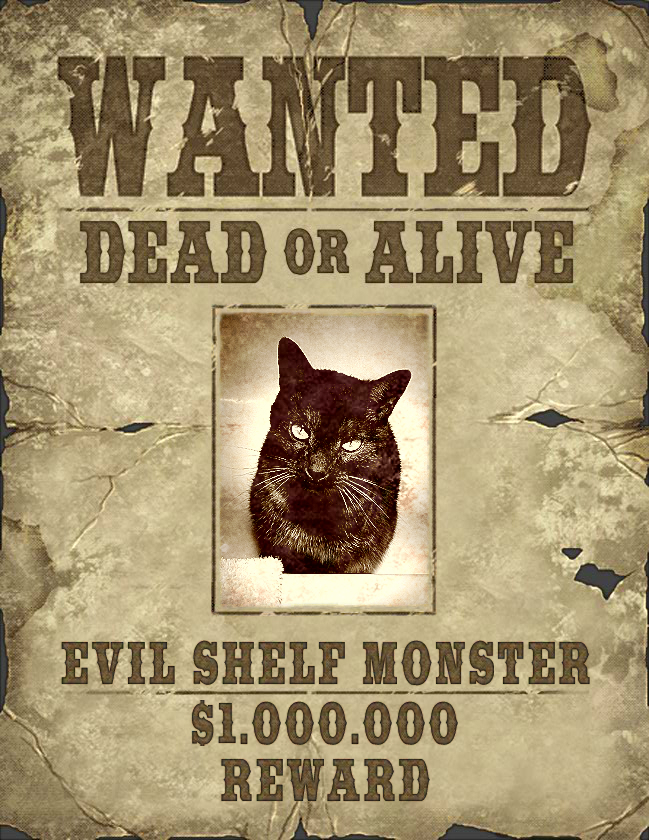 WANTED
DEAD OR ALIVE
EVIL SHELF MONSTER
$1.000.000
REWARD